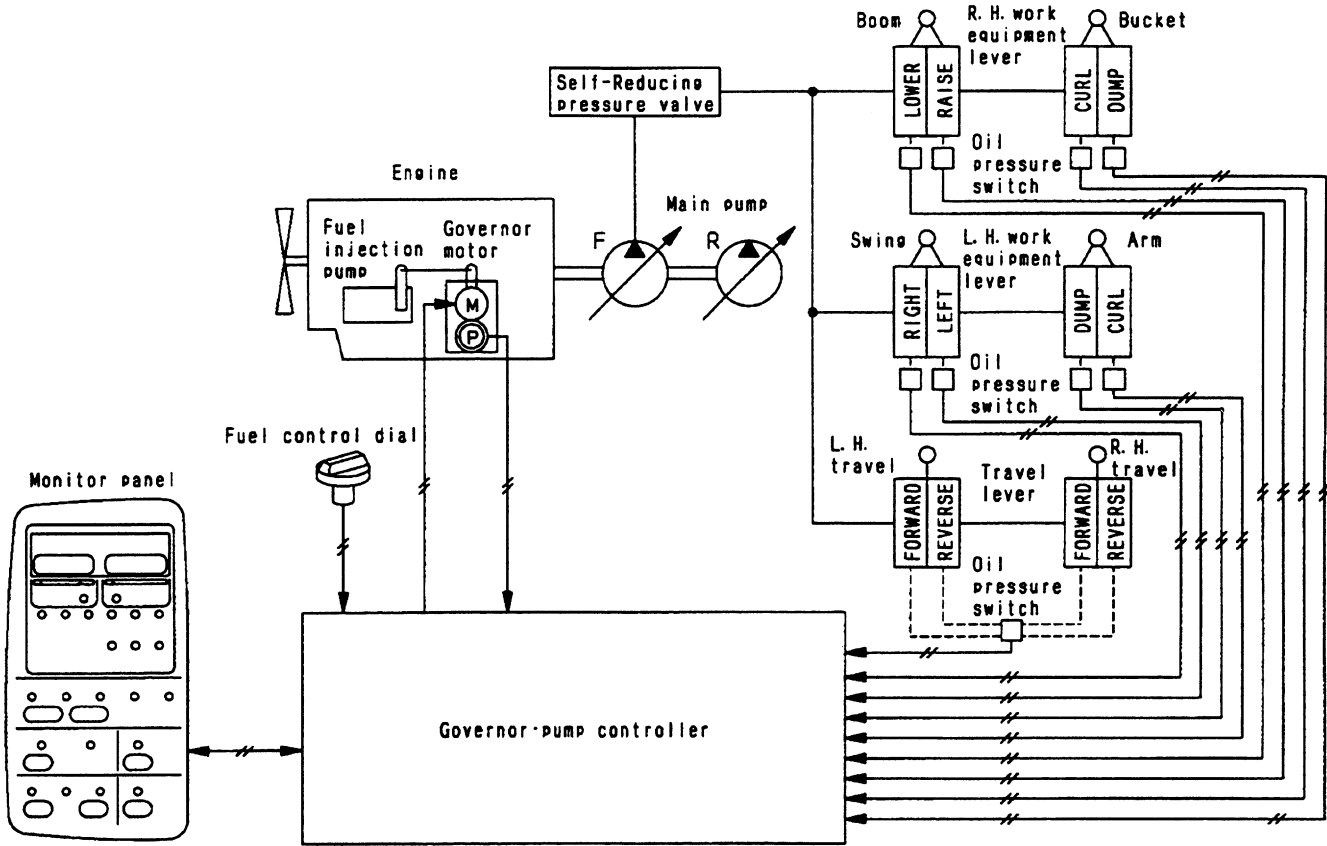 Boom
R. H. work
equipment
lever
Bucket
LOWER
RAISE
CURL
DUMP
Self-Reducing
pressure valve
Oil
pressure
switch
Engine
Fuel
injection
pump
Governor
motor
M
P
Main pump
F
R
Swing
L. H. work
equipment
lever
Arm
RIGHT
LEFT
DUMP
CURL
Oil
pressure
switch
Fuel control dial
L. H.
travel
Travel
lever
R. H.
travel
FORWARD
REVERSE
FORWARD
REVERSE
Oil
pressure
switch
Monitor panel
Governor·pump controller